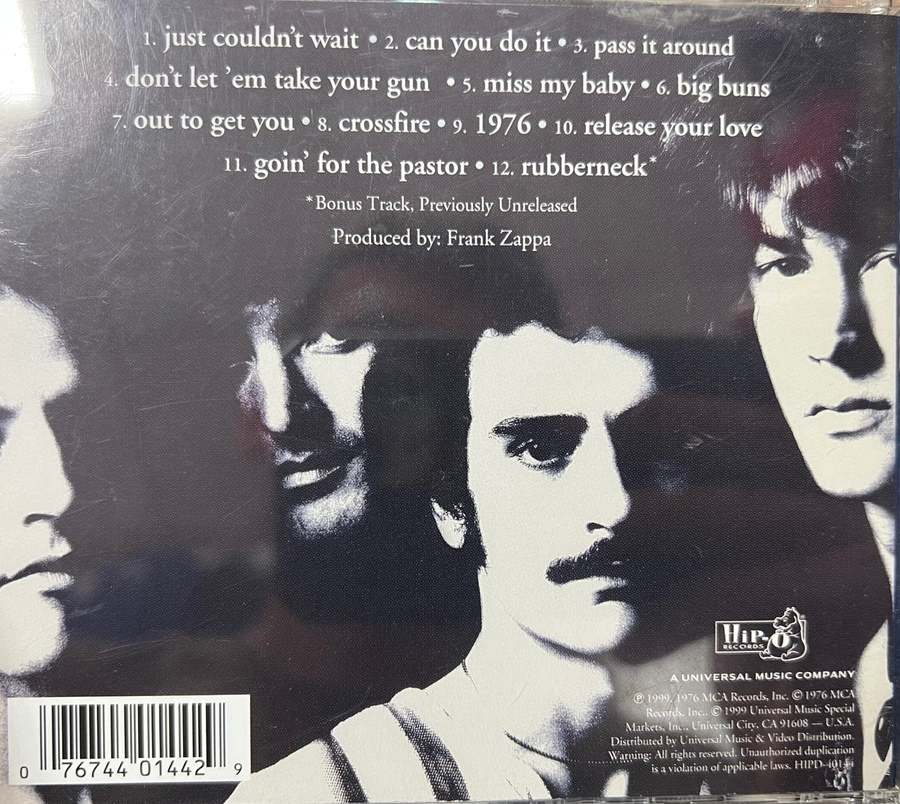 1. just couldn't wait • 2. can you do it • 3. pass it around
4. don't let 'em take your gun • 5. miss my baby • 6. big buns
7. out to get you • 8. crossfire • 9. 1976 • 10. release your love
11. goin' for the pastor • 12. rubberneck*
*Bonus Track, Previously Unreleased
Produced by: Frank Zappa
HiP-O
RECORDS
A UNIVERSAL MUSIC COMPANY
℗ 1999, 1976 MCA Records, Inc. © 1976 MCA
Records, Inc. © 1999 Universal Music Special
Markets, Inc., Universal City, CA 91608 — U.S.A.
Distributed by Universal Music & Video Distribution.
Warning: All rights reserved. Unauthorized duplication
is a violation of applicable laws. 
0 76744 01442 9